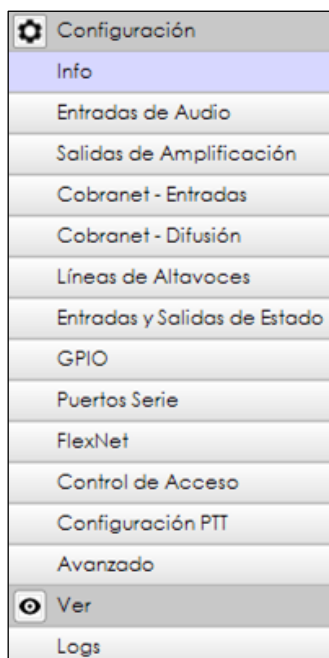 Configuración
Info
Entradas de Audio
Salidas de Amplificación
Cobranet - Entradas
Cobranet - Difusión
Líneas de Altavoces
Entradas y Salidas de Estado
GPIO
Puertos Serie
FlexNet
Control de Acceso
Configuración PTT
Avanzado
Ver
Logs